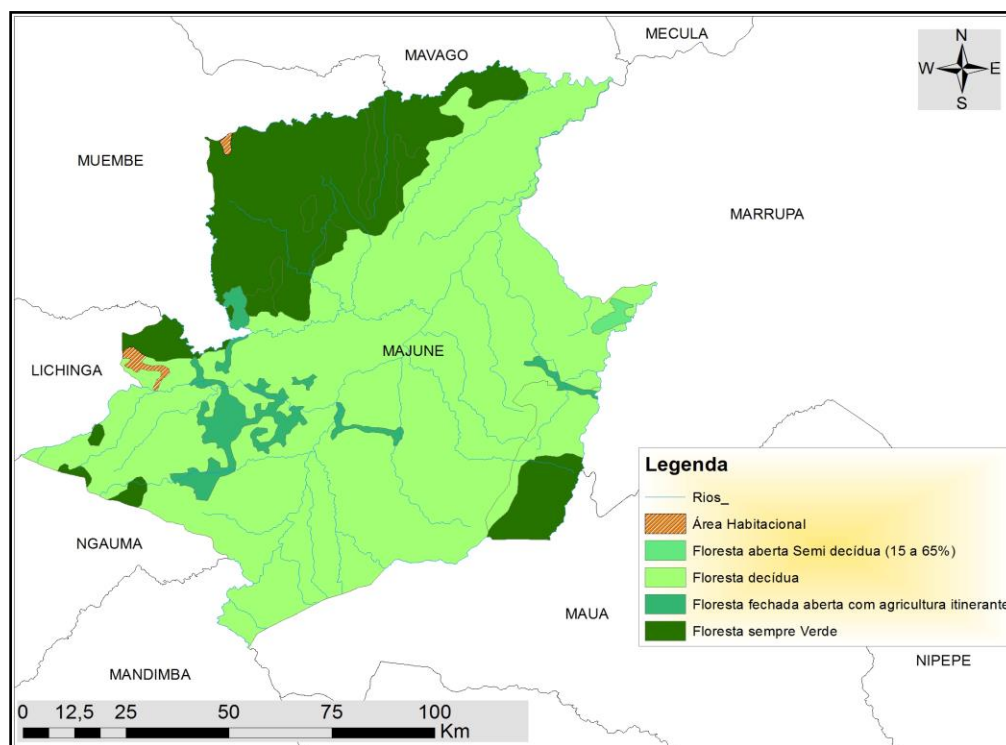 MECULA
MAVAGO
N
W E
S
MUEMBE
MARRUPA
MAJUNE
LICHINGA
Legenda
Rios_
Área Habitacional
Floresta aberta Semi decídua (15 a 65%)
Floresta decídua
Floresta fechada aberta com agricultura itinerante
Floresta sempre Verde
NGAUMA
MAUA
NIPEPE
MANDIMBA
0 12,5 25 50 75 100
Km